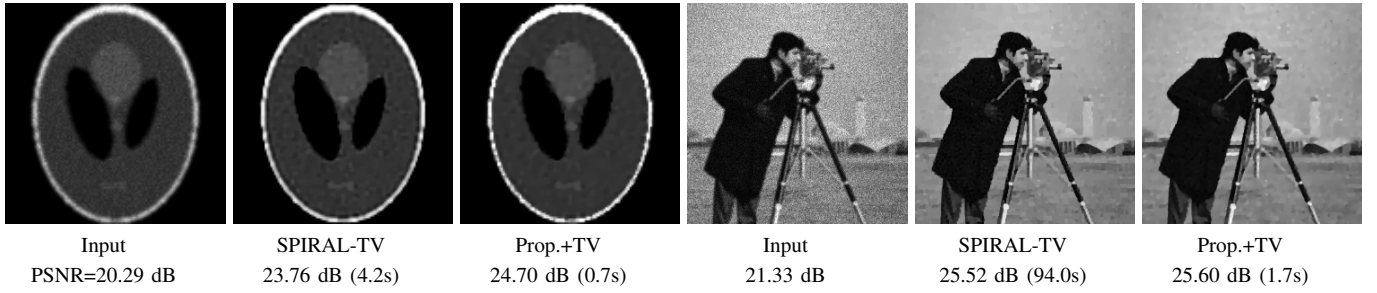 Input SPIRAL-TV Prop.+TV Input SPIRAL-TV Prop.+TV
PSNR=20.29 dB 23.76 dB (4.2s) 24.70 dB (0.7s) 21.33 dB 25.52 dB (94.0s) 25.60 dB (1.7s)